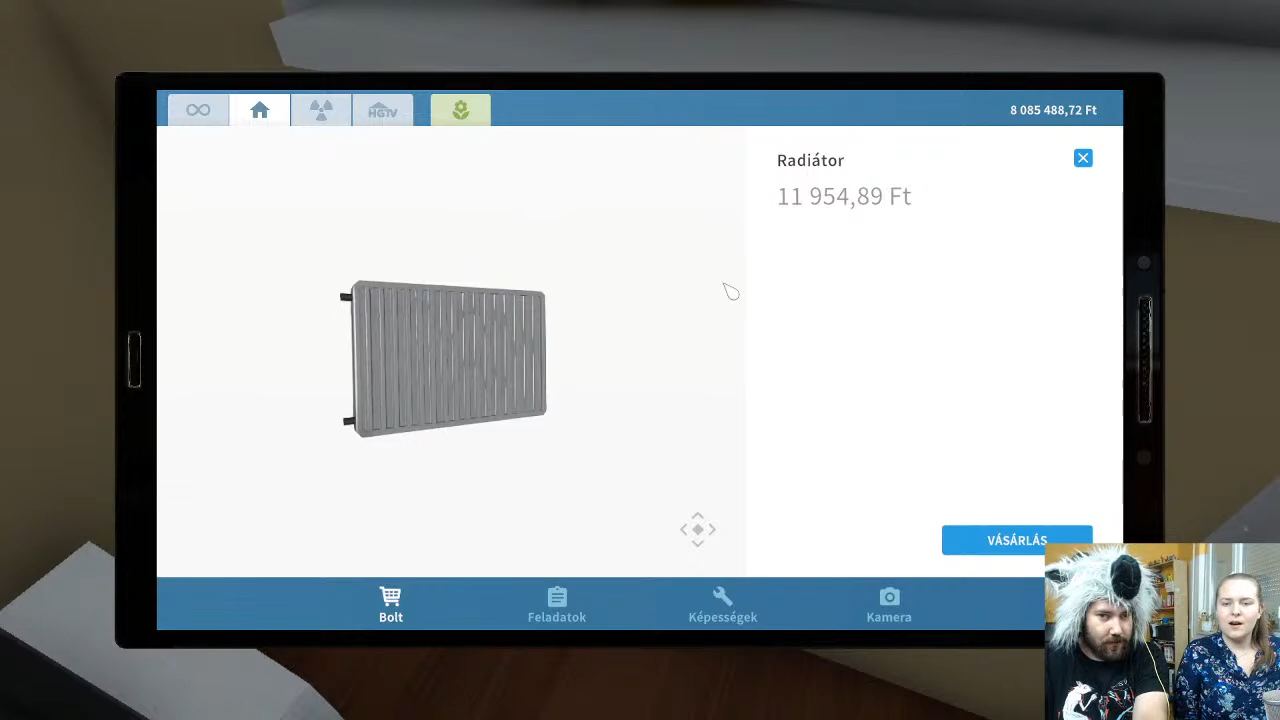 HGTV
8 085 488,72 Ft
Radiátor
11 954,89 Ft
VÁSÁRLÁS
Bolt
Feladatok
Képességek
Kamera